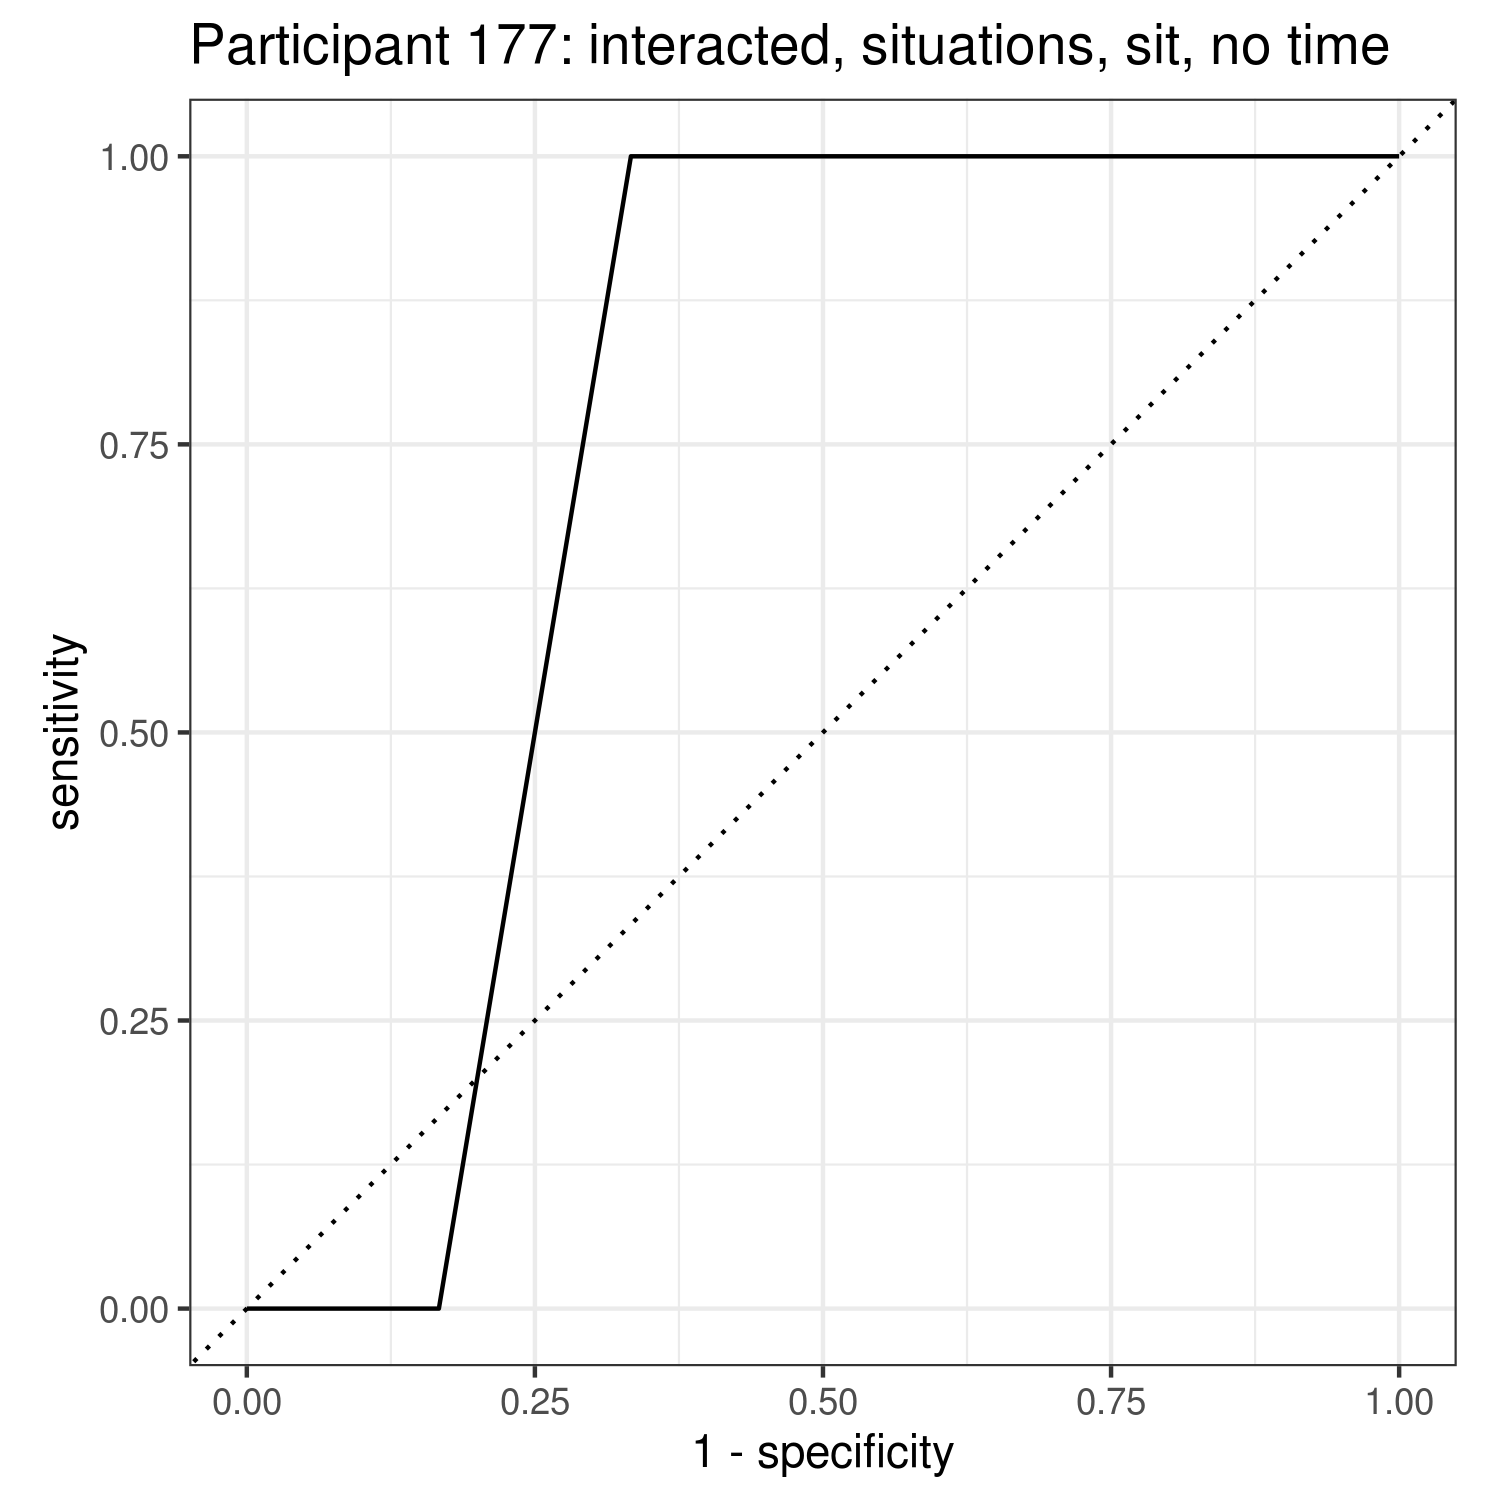 Participant 177: interacted, situations, sit, no time
1.00
0.75
0.50
0.25
0.00
sensitivity
0.00 0.25 0.50 0.75 1.00
1 - specificity